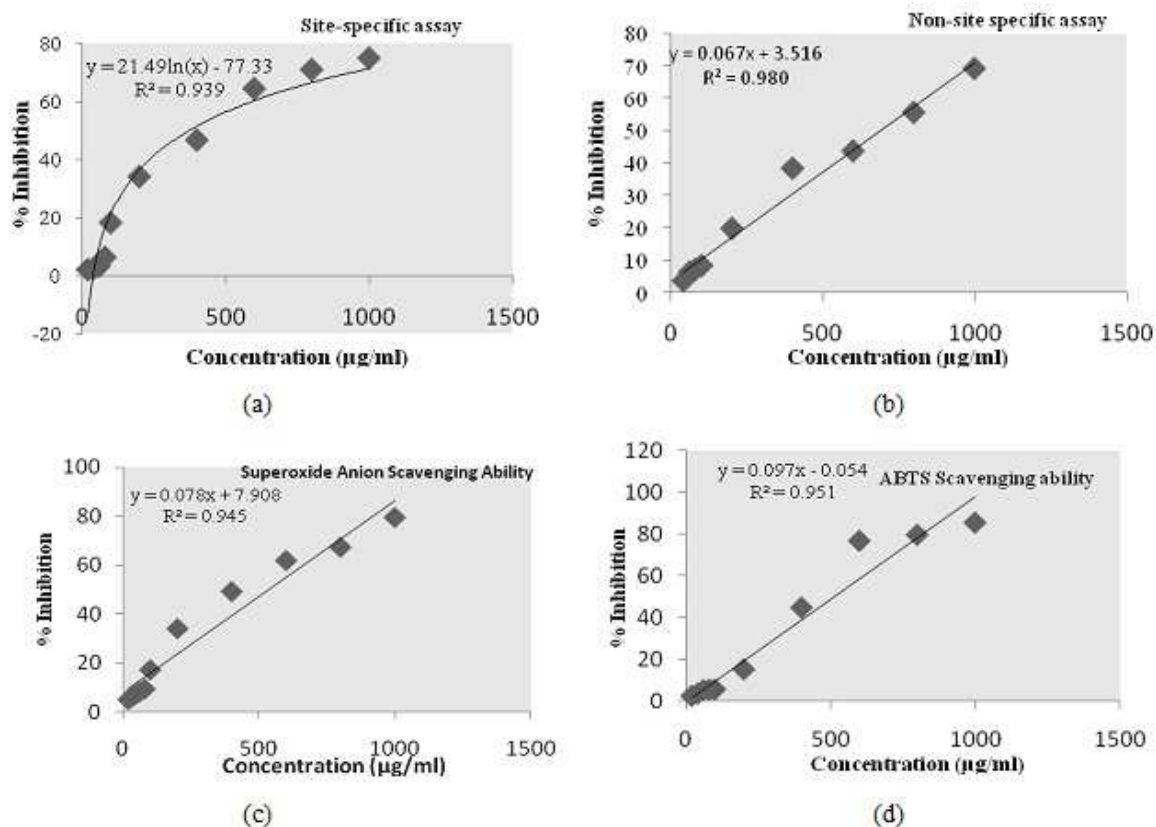 Site-specific assay
80
60
40
20
0
-20
y = 21.49ln(x) - 77.33
R² = 0.939
% Inhibition
0
500
1000
1500
Concentration (µg/ml)
(a)
Non-site specific assay
80
70
60
50
40
30
20
10
0
y = 0.067x + 3.516
R² = 0.980
% Inhibition
0
500
1000
1500
Concentration (µg/ml)
(b)
Superoxide Anion Scavenging Ability
100
80
60
40
20
0
y = 0.078x + 7.908
R² = 0.945
% Inhibition
0
500
1000
1500
Concentration (µg/ml)
(c)
ABTS Scavenging ability
120
100
80
60
40
20
0
y = 0.097x - 0.054
R² = 0.951
% Inhibition
0
500
1000
1500
Concentration (µg/ml)
(d)